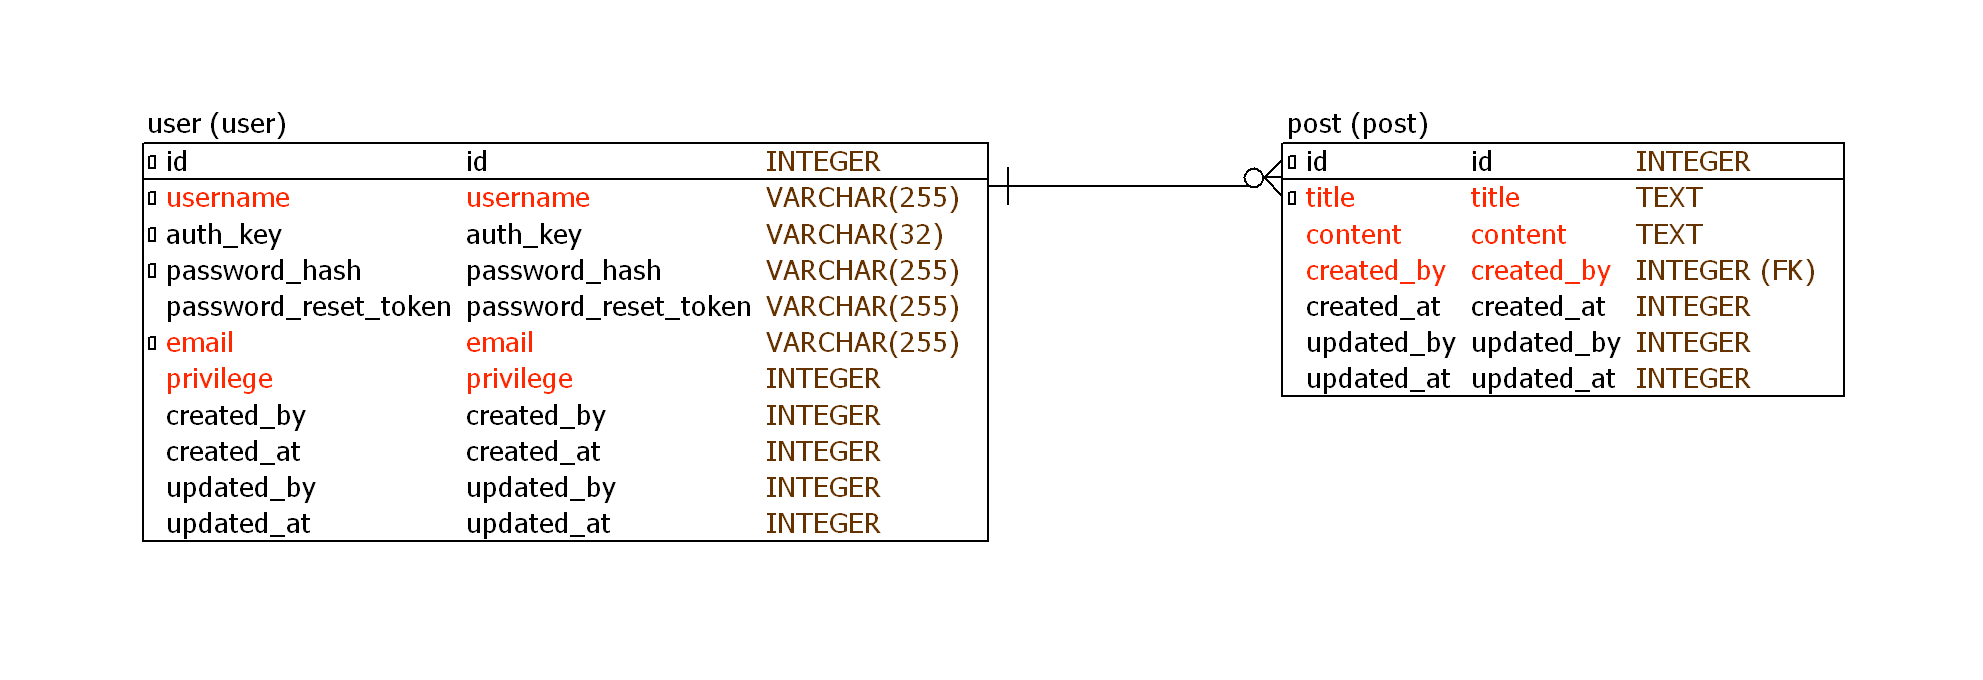 user (user)
id id INTEGER
username username VARCHAR(255)
auth_key auth_key VARCHAR(32)
password_hash password_hash VARCHAR(255)
password_reset_token password_reset_token VARCHAR(255)
email email VARCHAR(255)
privilege privilege INTEGER
created_by created_by INTEGER
created_at created_at INTEGER
updated_by updated_by INTEGER
updated_at updated_at INTEGER
post (post)
id id INTEGER
title title TEXT
content content TEXT
created_by created_by INTEGER (FK)
created_at created_at INTEGER
updated_by updated_by INTEGER
updated_at updated_at INTEGER